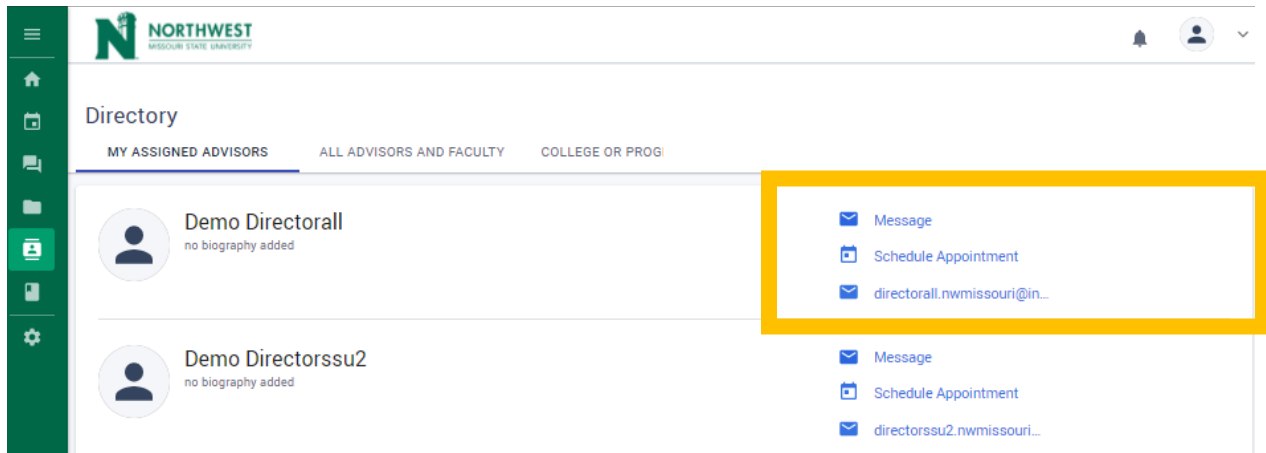 NORTHWEST
MISSOURI STATE UNIVERSITY
Directory
MY ASSIGNED ADVISORS ALL ADVISORS AND FACULTY COLLEGE OR PROG
Demo Directorall
no biography added
Message
Schedule Appointment
directorall.nwmissouri@in...
Demo Directorssu2
no biography added
Message
Schedule Appointment
directorssu2.nwmissouri...